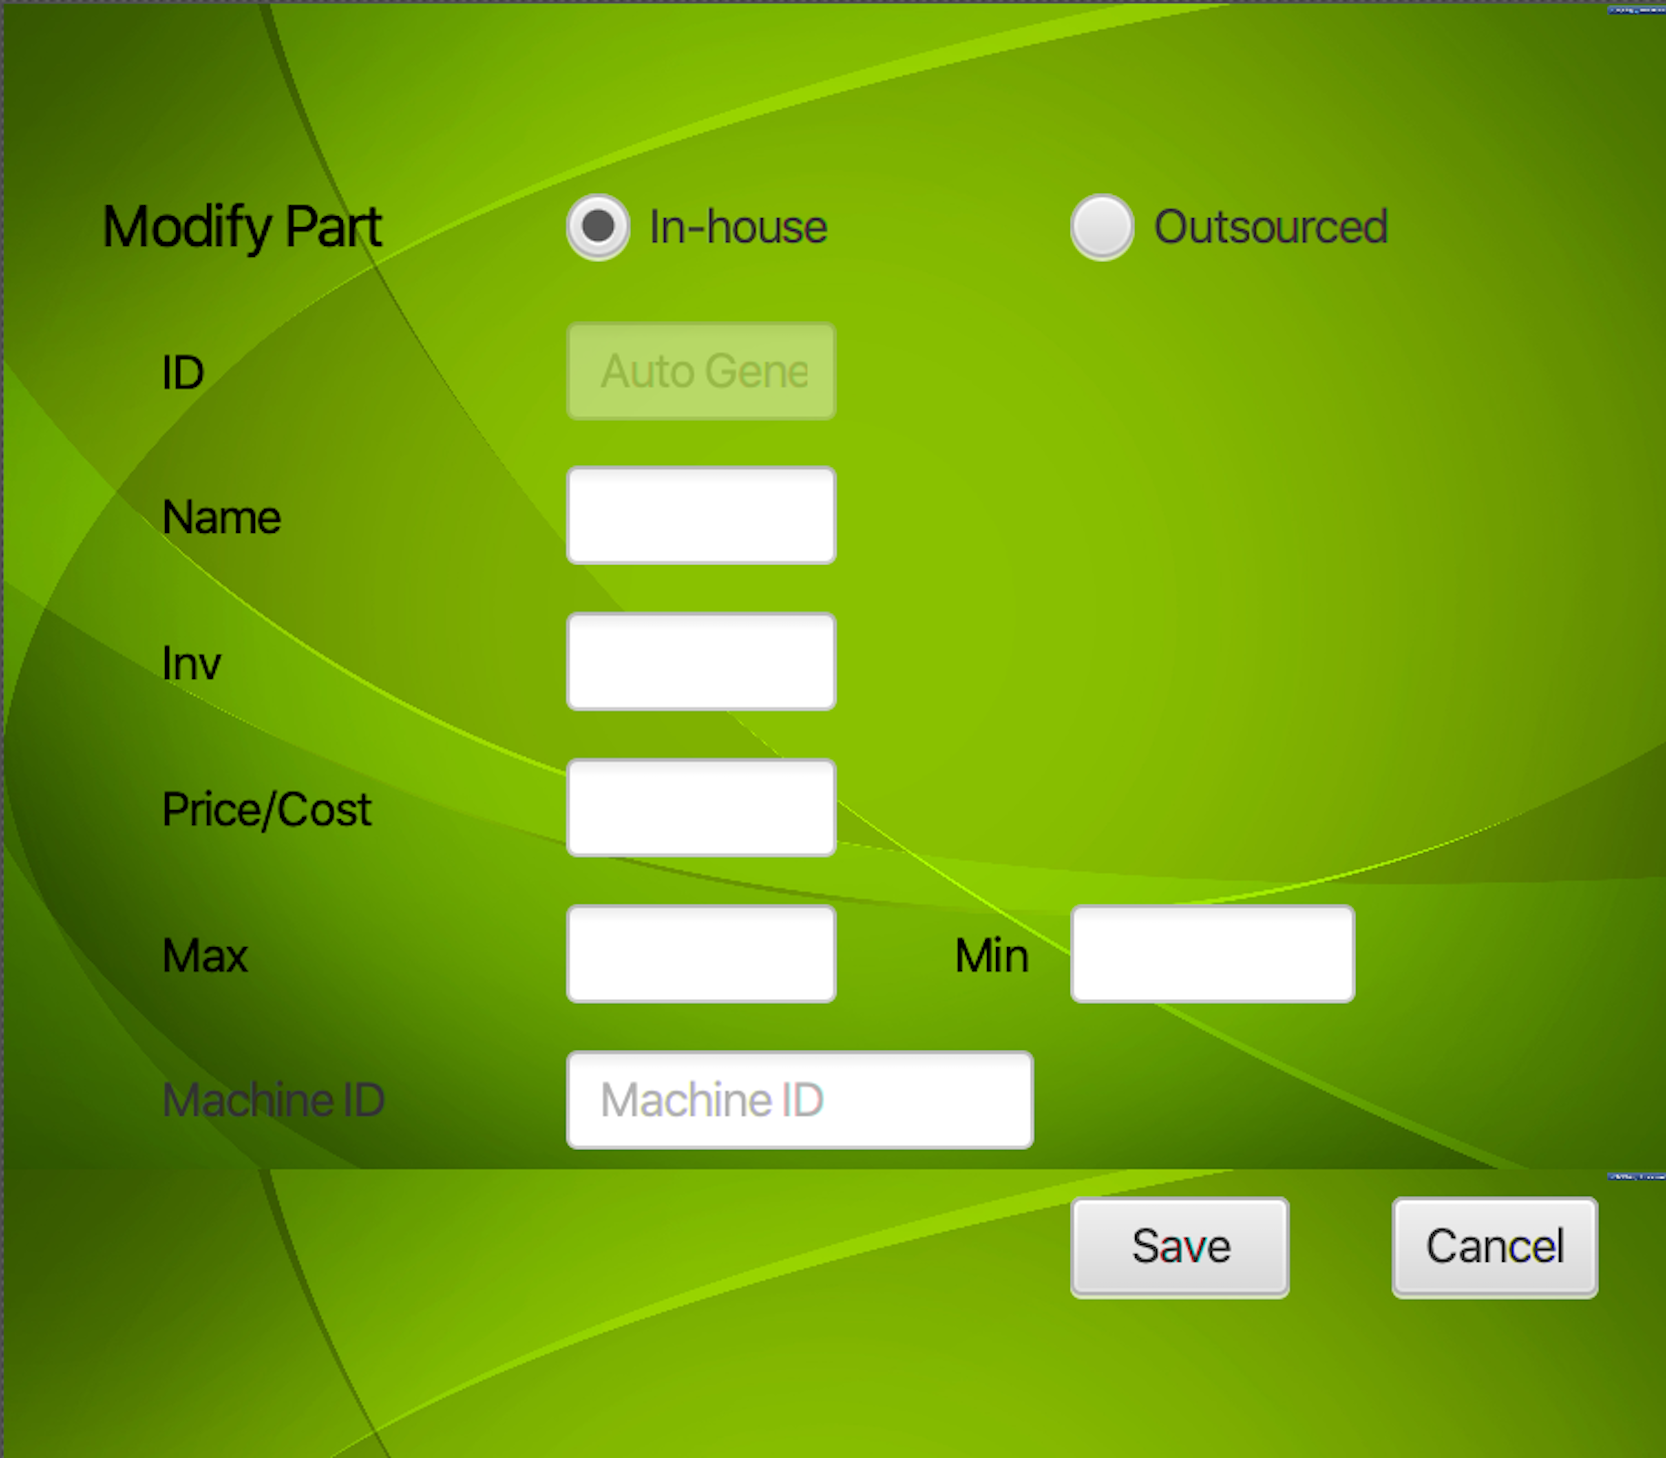 Modify Part In-house Outsourced
ID Auto Gene
Name
Inv
Price/Cost
Max Min
Machine ID Machine ID
Save Cancel